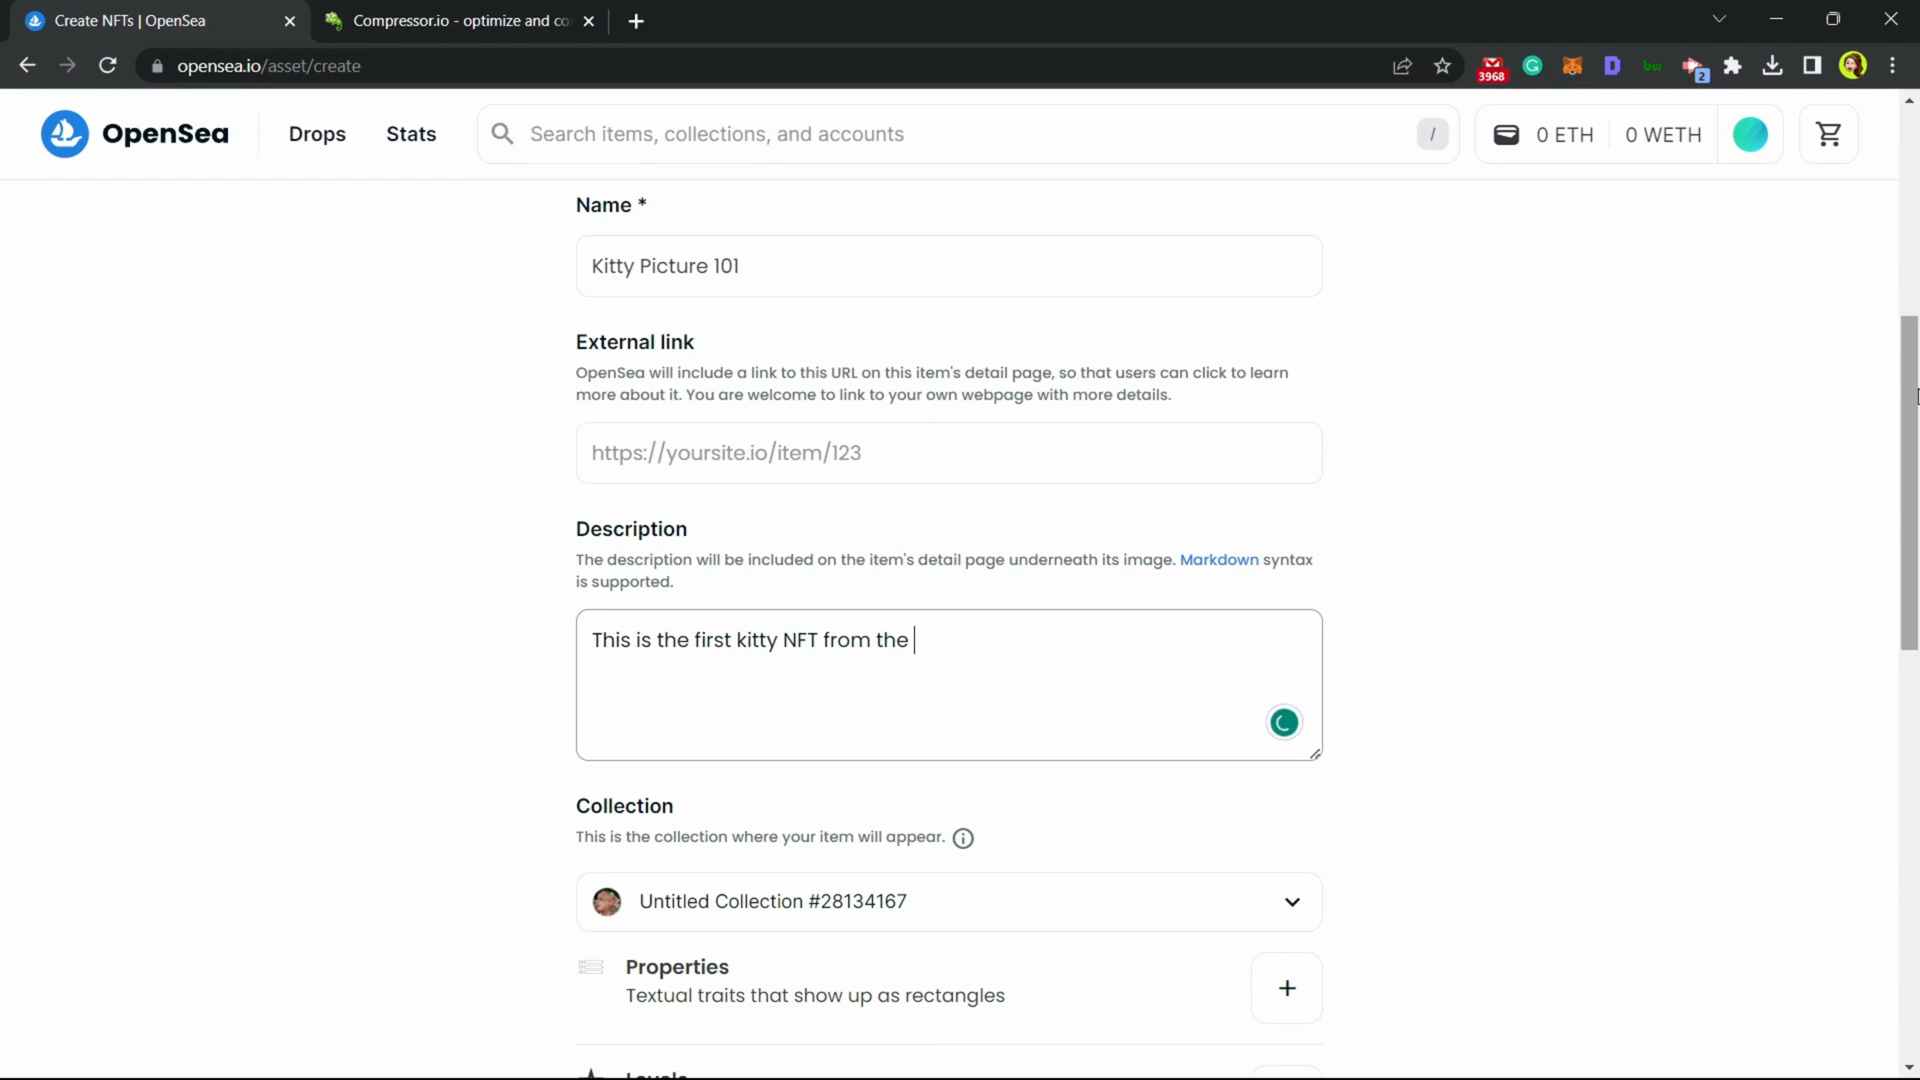 Create NFTs | OpenSea
Compressor.io - optimize and co
opensea.io/asset/create
3968
2
OpenSea
Drops
Stats
Search items, collections, and accounts
/
0 ETH
0 WETH
Name *
Kitty Picture 101
External link
OpenSea will include a link to this URL on this item's detail page, so that users can click to learn
more about it. You are welcome to link to your own webpage with more details.
https://yoursite.io/item/123
Description
The description will be included on the item's detail page underneath its image. Markdown syntax
is supported.
This is the first kitty NFT from the
Collection
This is the collection where your item will appear.
Untitled Collection #28134167
Properties
Textual traits that show up as rectangles
Levels